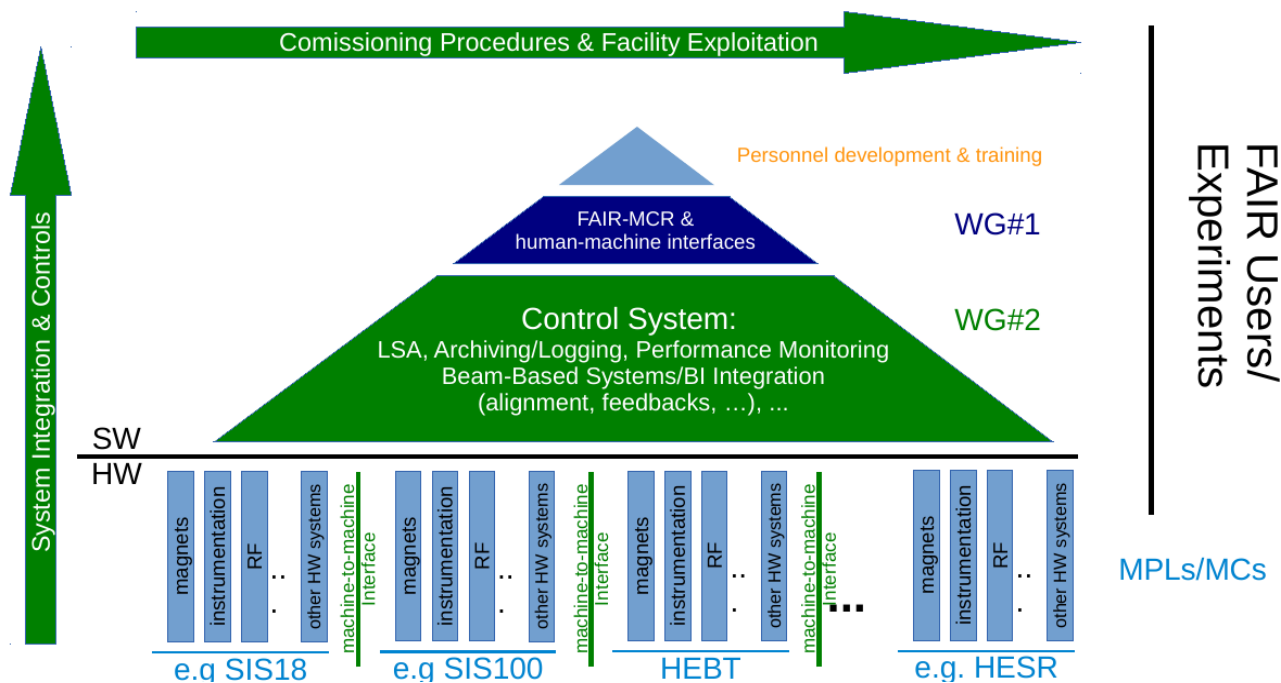 Comissioning Procedures & Facility Exploitation
System Integration & Controls
Personnel development & training
FAIR-MCR &
human-machine interfaces
WG#1
Control System:
LSA, Archiving/Logging, Performance Monitoring
Beam-Based Systems/BI Integration
(alignment, feedbacks, …), ...
WG#2
FAIR Users/
Experiments
SW
HW
magnets
instrumentation
RF
...
other HW systems
machine-to-machine
Interface
magnets
instrumentation
RF
...
other HW systems
machine-to-machine
Interface
magnets
instrumentation
RF
...
other HW systems
machine-to-machine
Interface
...
magnets
instrumentation
RF
...
other HW systems
MPLs/MCs
e.g SIS18
e.g SIS100
HEBT
e.g. HESR